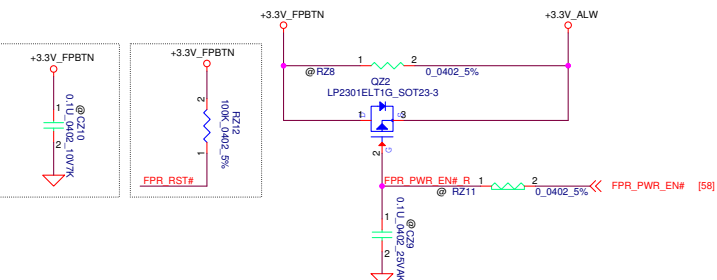 +3.3V_FPBTN
+3.3V_ALW
@ RZ8
1
2
0_0402_5%
QZ2
LP2301ELT1G_SOT23-3
1
D
S
3
G
2
FPR_PWR_EN#_R
@ RZ11
1
2
0_0402_5%
FPR_PWR_EN#
[58]
1
2
@CZ9
0.1U_0402_25VAK
+3.3V_FPBTN
1
2
@CZ10
0.1U_0402_10V7K
+3.3V_FPBTN
2
1
RZ12
100K_0402_5%
FPR_RST#